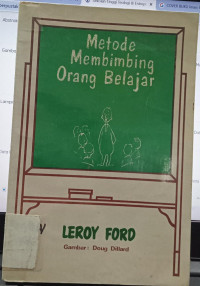 Metode
Membimbing
Orang Belajar
LEROY FORD
Gambar: Doug Dillard